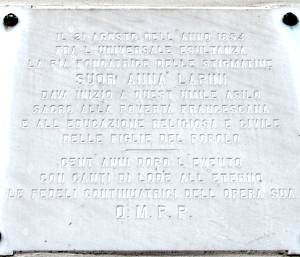 IL 21 AGOSTO DELL'ANNO 1854
FRA L'UNIVERSALE ESULTANZA
LA PIA FONDATRICE DELLE STIGMATINE
SUOR ANNA LAPINI
DAVA INIZIO A QUEST'UMILE ASILO
SACRO ALLA POVERTÀ FRANCESCANA
E ALLA EDUCAZIONE RELIGIOSA E CIVILE
DELLE FIGLIE DEL POPOLO
CENT'ANNI DOPO L'EVENTO
CON CANTI DI LODE ALL'ETERNO
LE FEDELI CONTINUATRICI DELL'OPERA SUA
Q. M. P. P.